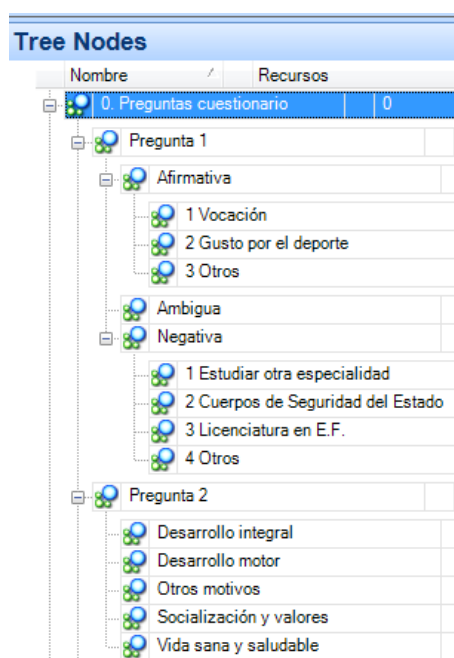 Tree Nodes
Nombre Recursos
0. Preguntas cuestionario 0
Pregunta 1
Afirmativa
1 Vocación
2 Gusto por el deporte
3 Otros
Ambigua
Negativa
1 Estudiar otra especialidad
2 Cuerpos de Seguridad del Estado
3 Licenciatura en E.F.
4 Otros
Pregunta 2
Desarrollo integral
Desarrollo motor
Otros motivos
Socialización y valores
Vida sana y saludable